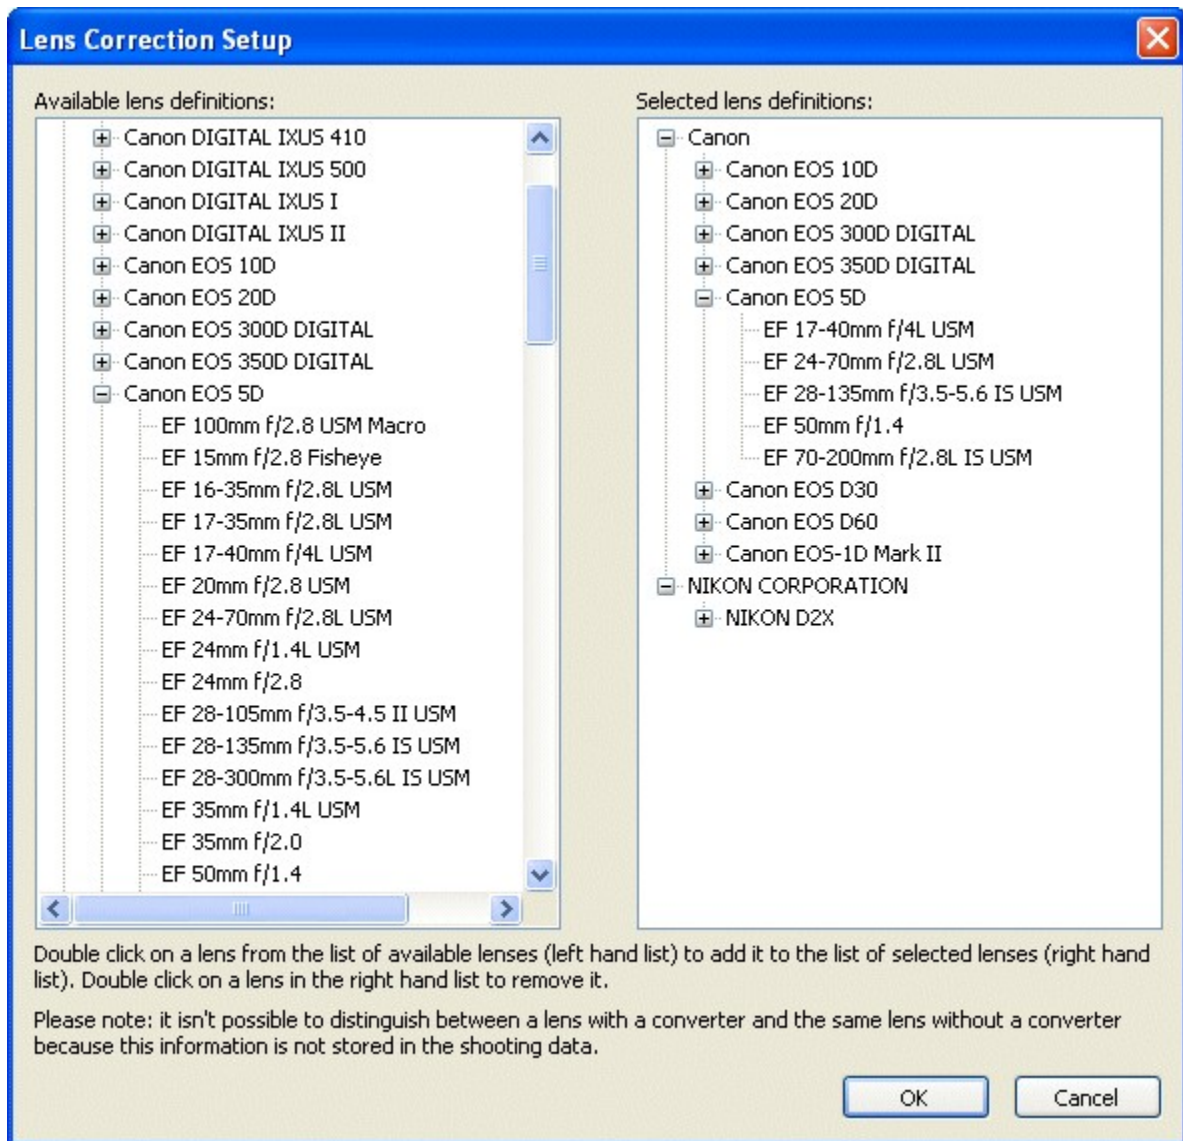 Lens Correction Setup
Available lens definitions:
Canon DIGITAL IXUS 410
Canon DIGITAL IXUS 500
Canon DIGITAL IXUS I
Canon DIGITAL IXUS II
Canon EOS 10D
Canon EOS 20D
Canon EOS 300D DIGITAL
Canon EOS 350D DIGITAL
Canon EOS 5D
EF 100mm f/2.8 USM Macro
EF 15mm f/2.8 Fisheye
EF 16-35mm f/2.8L USM
EF 17-35mm f/2.8L USM
EF 17-40mm f/4L USM
EF 20mm f/2.8 USM
EF 24-70mm f/2.8L USM
EF 24mm f/1.4L USM
EF 24mm f/2.8
EF 28-105mm f/3.5-4.5 II USM
EF 28-135mm f/3.5-5.6 IS USM
EF 28-300mm f/3.5-5.6L IS USM
EF 35mm f/1.4L USM
EF 35mm f/2.0
EF 50mm f/1.4
Selected lens definitions:
Canon
Canon EOS 10D
Canon EOS 20D
Canon EOS 300D DIGITAL
Canon EOS 350D DIGITAL
Canon EOS 5D
EF 17-40mm f/4L USM
EF 24-70mm f/2.8L USM
EF 28-135mm f/3.5-5.6 IS USM
EF 50mm f/1.4
EF 70-200mm f/2.8L IS USM
Canon EOS D30
Canon EOS D60
Canon EOS-1D Mark II
NIKON CORPORATION
NIKON D2X
Double click on a lens from the list of available lenses (left hand list) to add it to the list of selected lenses (right hand
list). Double click on a lens in the right hand list to remove it.
Please note: it isn't possible to distinguish between a lens with a converter and the same lens without a converter
because this information is not stored in the shooting data.
OK
Cancel